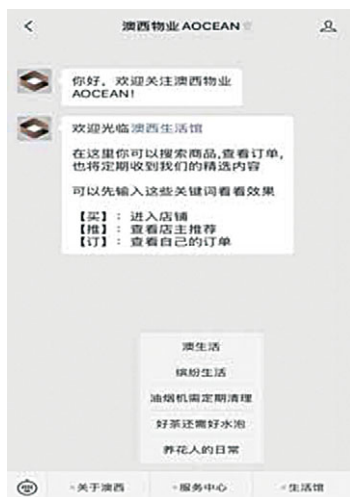 澳西物业 AOCEAN
你好，欢迎关注澳西物业
AOCEAN!
欢迎光临澳西生活馆
在这里你可以搜索商品,查看订单,
也将定期收到我们的精选内容
可以先输入这些关键词看看效果
【买】：进入店铺
【推】：查看店主推荐
【订】：查看自己的订单
澳生活
缤纷生活
油烟机需定期清理
好茶还需好水泡
养花人的日常
关于澳西
服务中心
生活馆